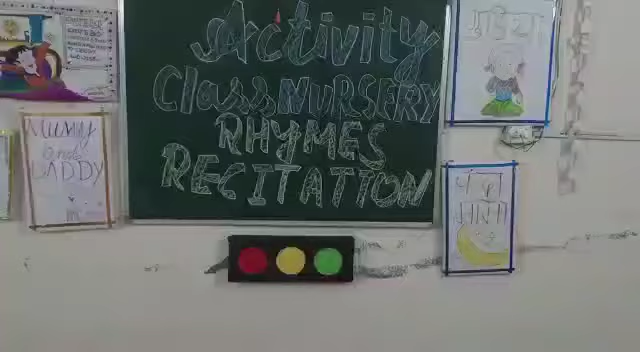 Activity
Class NURSERY
RHYMES
RECITATION
Mummy
and
DADDY
गुड़िया
चंदा
मामा